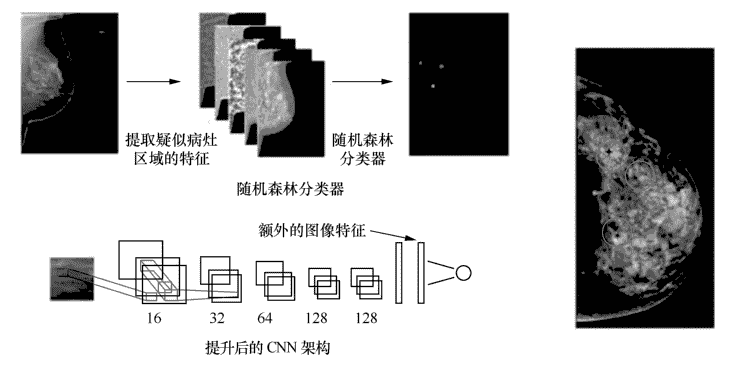 提取疑似病灶
区域的特征
随机森林
分类器
随机森林分类器
额外的图像特征
16 32 64 128 128
提升后的 CNN 架构